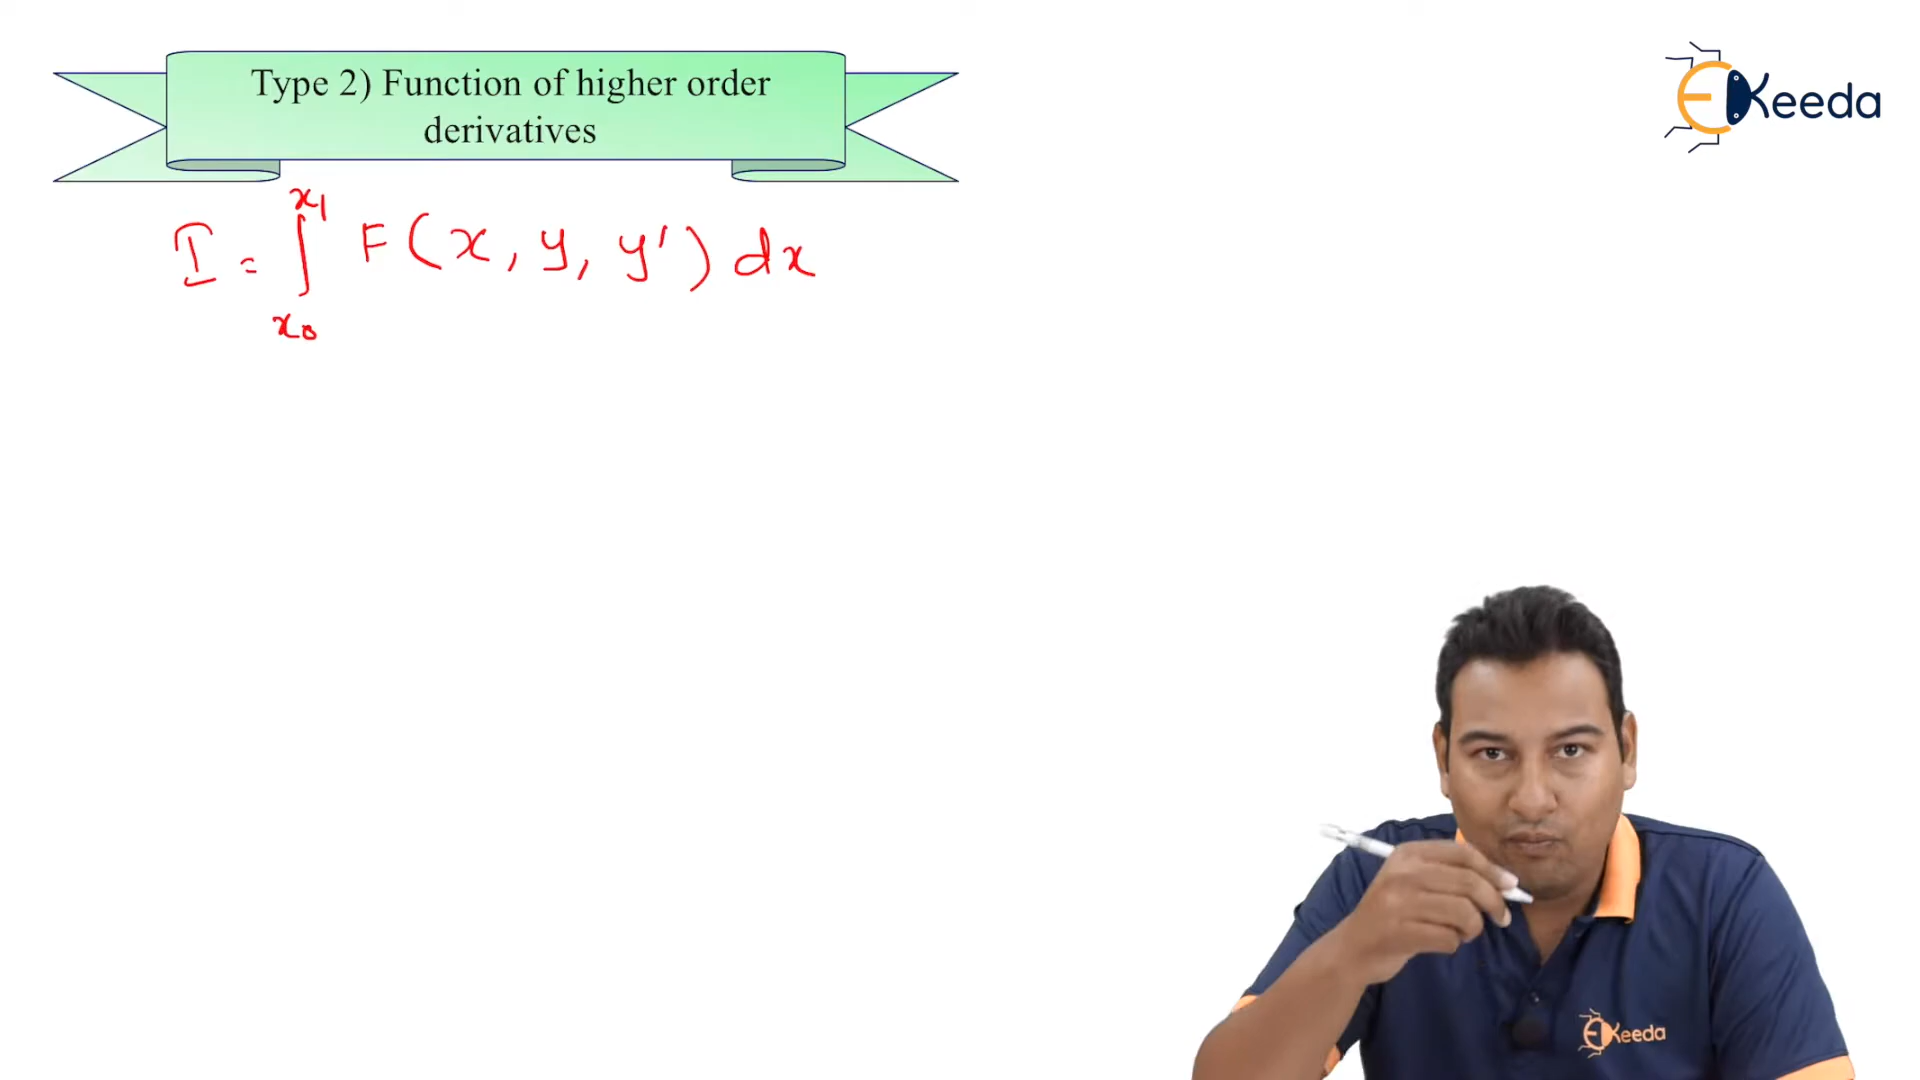 Type 2) Function of higher order
derivatives
EKeeda
I = ∫_{x₀}^{x₁} F(x, y, y′) dx
EKeeda